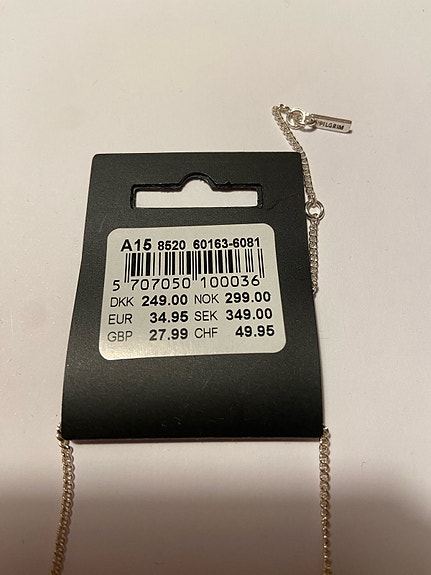 PILGRIM
A15 8520 60163-6081
5 707050 100036
DKK 249.00 NOK 299.00
EUR 34.95 SEK 349.00
GBP 27.99 CHF 49.95